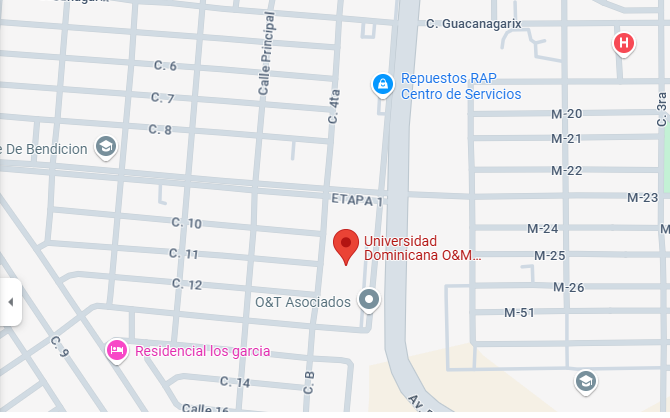 C. Guacanagarix
H
Calle Principal
C. 6
Repuestos RAP
Centro de Servicios
C. 7
C. 4ta
C. 3ra
M-20
C. 8
M-21
De Bendicion
M-22
ETAPA 1
M-23
C. 10
M-24
Universidad
Dominicana O&M...
C. 11
M-25
C. 12
M-26
O&T Asociados
M-51
C. 9
Residencial los garcia
C. 14
C. B
Av.
Calle 16